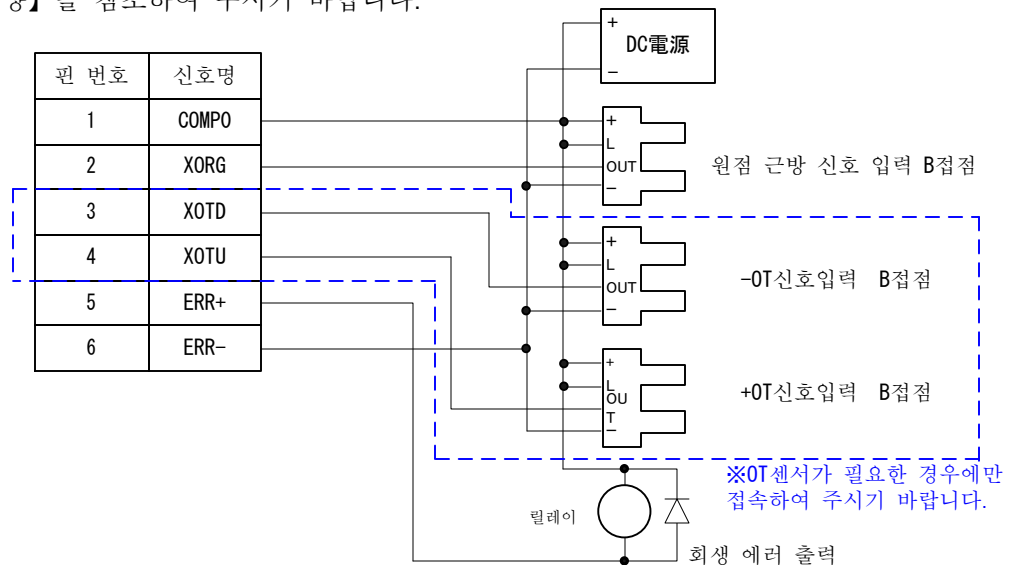 항】을 참조하여 주시기 바랍니다.
핀 번호 신호명
1 COMPO
2 XORG
3 XOTD
4 XOTU
5 ERR+
6 ERR-
+
DC電源
-
+
L
OUT
-
원점 근방 신호 입력 B접점
+
L
OUT
-
-OT신호입력 B접점
+
L
OU
T
-
+OT신호입력 B접점
※OT센서가 필요한 경우에만
접속하여 주시기 바랍니다.
릴레이
회생 에러 출력